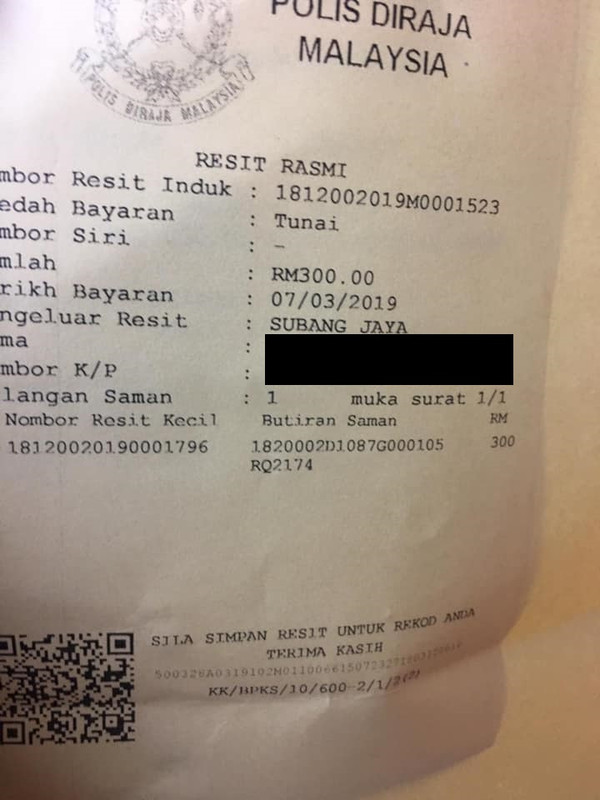 POLIS DIRAJA
MALAYSIA
POLIS DIRAJA MALAYSIA
RESIT RASMI
mbor Resit Induk : 1812002019M0001523
edah Bayaran : Tunai
mbor Siri : -
mlah : RM300.00
rikh Bayaran : 07/03/2019
ngeluar Resit : SUBANG JAYA
ma :
mbor K/P :
langan Saman : 1 muka surat 1/1
Nombor Resit Kecil Butiran Saman RM
18120020190001796 1820002D1087G000105 300
RQ2174
SILA SIMPAN RESIT UNTUK REKOD ANDA
TERIMA KASIH
KK/BPKS/10/600-2/1/2(2)